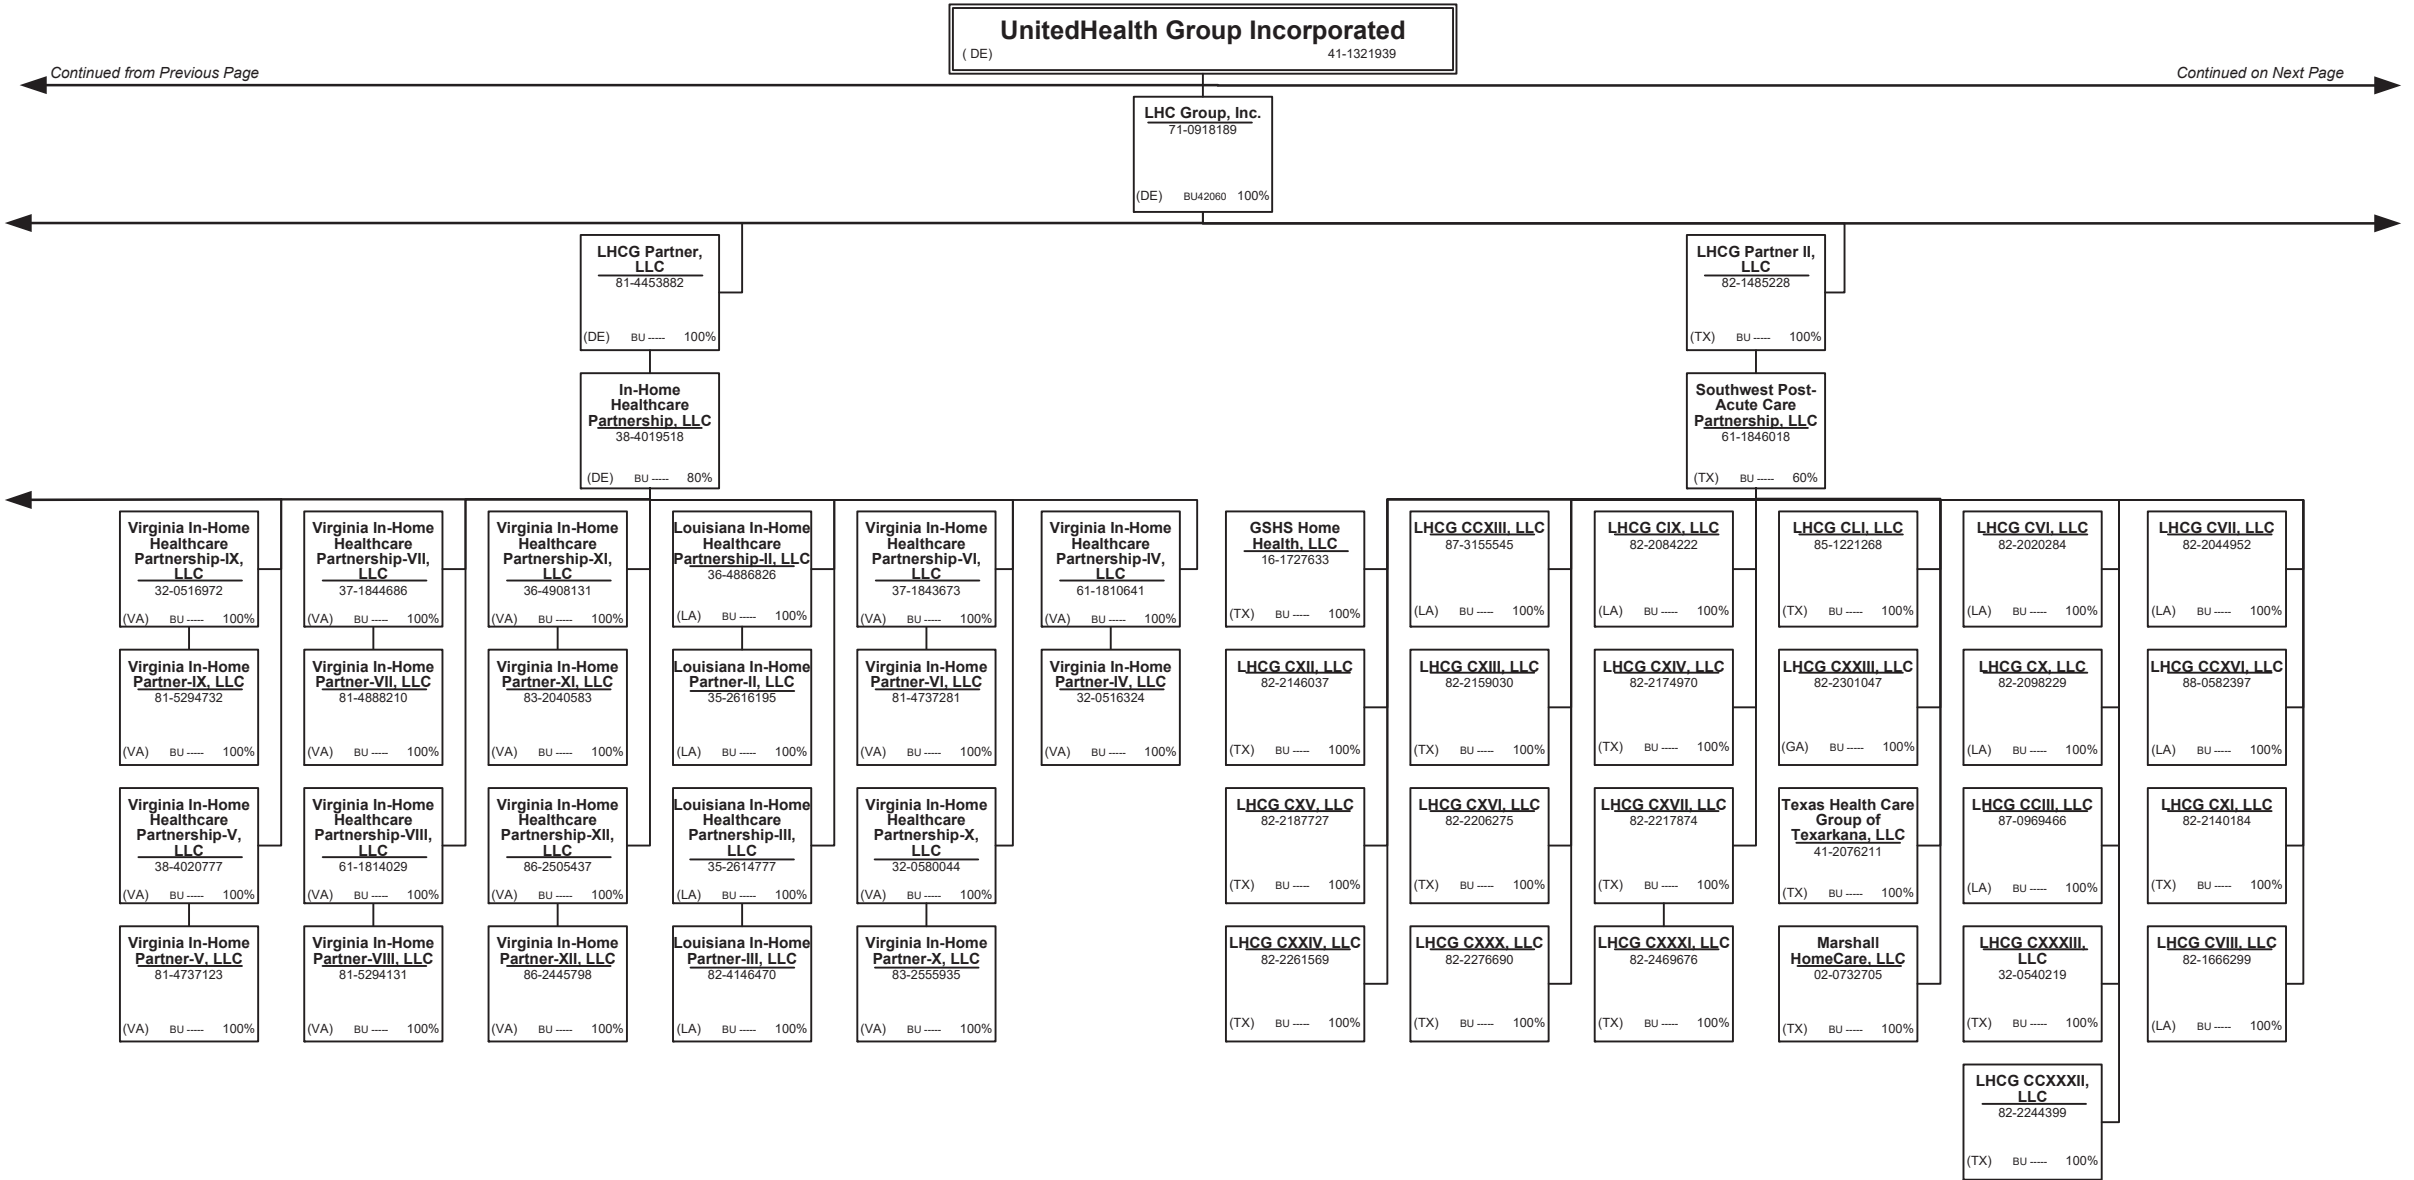 UnitedHealth Group Incorporated
( DE) 41-1321939
Continued from Previous Page
Continued on Next Page
LHC Group, Inc.
71-0918189
(DE) BU42060 100%
LHCG Partner,
LLC
81-4453882
(DE) BU ----- 100%
LHCG Partner II,
LLC
82-1485228
(TX) BU ----- 100%
In-Home
Healthcare
Partnership, LLC
38-4019518
(DE) BU ----- 80%
Southwest Post-
Acute Care
Partnership, LLC
61-1846018
(TX) BU ----- 60%
Virginia In-Home
Healthcare
Partnership-IX,
LLC
32-0516972
(VA) BU ----- 100%
Virginia In-Home
Healthcare
Partnership-VII,
LLC
37-1844686
(VA) BU ----- 100%
Virginia In-Home
Healthcare
Partnership-XI,
LLC
36-4908131
(VA) BU ----- 100%
Louisiana In-Home
Healthcare
Partnership-II, LLC
36-4886826
(LA) BU ----- 100%
Virginia In-Home
Healthcare
Partnership-VI,
LLC
37-1843673
(VA) BU ----- 100%
Virginia In-Home
Healthcare
Partnership-IV,
LLC
61-1810641
(VA) BU ----- 100%
GSHS Home
Health, LLC
16-1727633
(TX) BU ----- 100%
LHCG CCXIII, LLC
87-3155545
(LA) BU ----- 100%
LHCG CIX, LLC
82-2084222
(LA) BU ----- 100%
LHCG CLI, LLC
85-1221268
(TX) BU ----- 100%
LHCG CVI, LLC
82-2020284
(LA) BU ----- 100%
LHCG CVII, LLC
82-2044952
(LA) BU ----- 100%
Virginia In-Home
Partner-IX, LLC
81-5294732
(VA) BU ----- 100%
Virginia In-Home
Partner-VII, LLC
81-4888210
(VA) BU ----- 100%
Virginia In-Home
Partner-XI, LLC
83-2040583
(VA) BU ----- 100%
Louisiana In-Home
Partner-II, LLC
35-2616195
(LA) BU ----- 100%
Virginia In-Home
Partner-VI, LLC
81-4737281
(VA) BU ----- 100%
Virginia In-Home
Partner-IV, LLC
32-0516324
(VA) BU ----- 100%
LHCG CXII, LLC
82-2146037
(TX) BU ----- 100%
LHCG CXIII, LLC
82-2159030
(TX) BU ----- 100%
LHCG CXIV, LLC
82-2174970
(TX) BU ----- 100%
LHCG CXXIII, LLC
82-2301047
(GA) BU ----- 100%
LHCG CX, LLC
82-2098229
(LA) BU ----- 100%
LHCG CCXVI, LLC
88-0582397
(LA) BU ----- 100%
Virginia In-Home
Healthcare
Partnership-V,
LLC
38-4020777
(VA) BU ----- 100%
Virginia In-Home
Healthcare
Partnership-VIII,
LLC
61-1814029
(VA) BU ----- 100%
Virginia In-Home
Healthcare
Partnership-XII,
LLC
86-2505437
(VA) BU ----- 100%
Louisiana In-Home
Healthcare
Partnership-III,
LLC
35-2614777
(LA) BU ----- 100%
Virginia In-Home
Healthcare
Partnership-X,
LLC
32-0580044
(VA) BU ----- 100%
LHCG CXV, LLC
82-2187727
(TX) BU ----- 100%
LHCG CXVI, LLC
82-2206275
(TX) BU ----- 100%
LHCG CXVII, LLC
82-2217874
(TX) BU ----- 100%
Texas Health Care
Group of
Texarkana, LLC
41-2076211
(TX) BU ----- 100%
LHCG CCIII, LLC
87-0969466
(LA) BU ----- 100%
LHCG CXI, LLC
82-2140184
(TX) BU ----- 100%
Virginia In-Home
Partner-V, LLC
81-4737123
(VA) BU ----- 100%
Virginia In-Home
Partner-VIII, LLC
81-5294131
(VA) BU ----- 100%
Virginia In-Home
Partner-XII, LLC
86-2445798
(VA) BU ----- 100%
Louisiana In-Home
Partner-III, LLC
82-4146470
(LA) BU ----- 100%
Virginia In-Home
Partner-X, LLC
83-2555935
(VA) BU ----- 100%
LHCG CXXIV, LLC
82-2261569
(TX) BU ----- 100%
LHCG CXXX, LLC
82-2276690
(TX) BU ----- 100%
LHCG CXXXI, LLC
82-2469676
(TX) BU ----- 100%
Marshall
HomeCare, LLC
02-0732705
(TX) BU ----- 100%
LHCG CXXXIII,
LLC
32-0540219
(TX) BU ----- 100%
LHCG CVIII, LLC
82-1666299
(LA) BU ----- 100%
LHCG CCXXXII,
LLC
82-2244399
(TX) BU ----- 100%